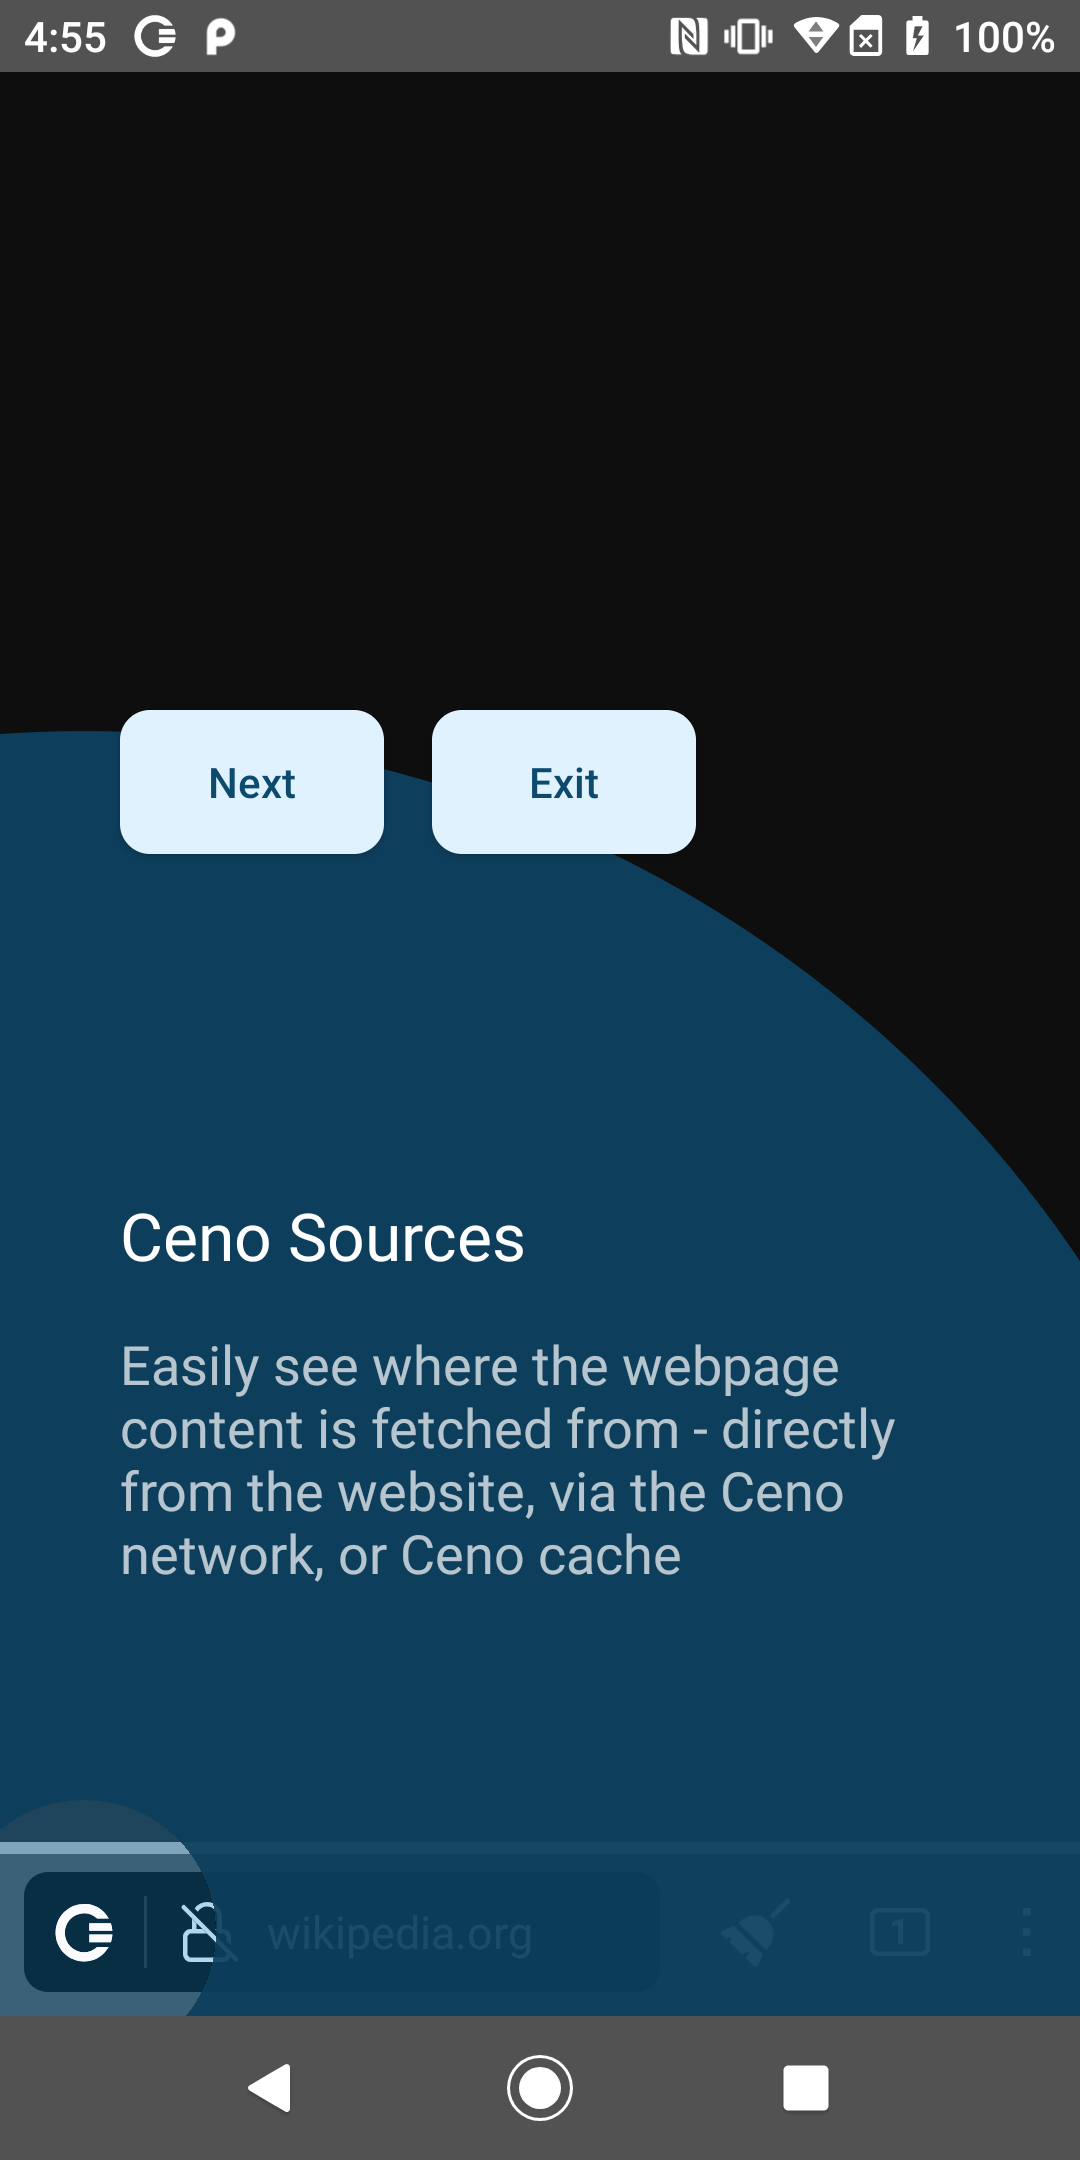 4:55
100%
Next
Exit
Ceno Sources
Easily see where the webpage
content is fetched from - directly
from the website, via the Ceno
network, or Ceno cache
wikipedia.org
1